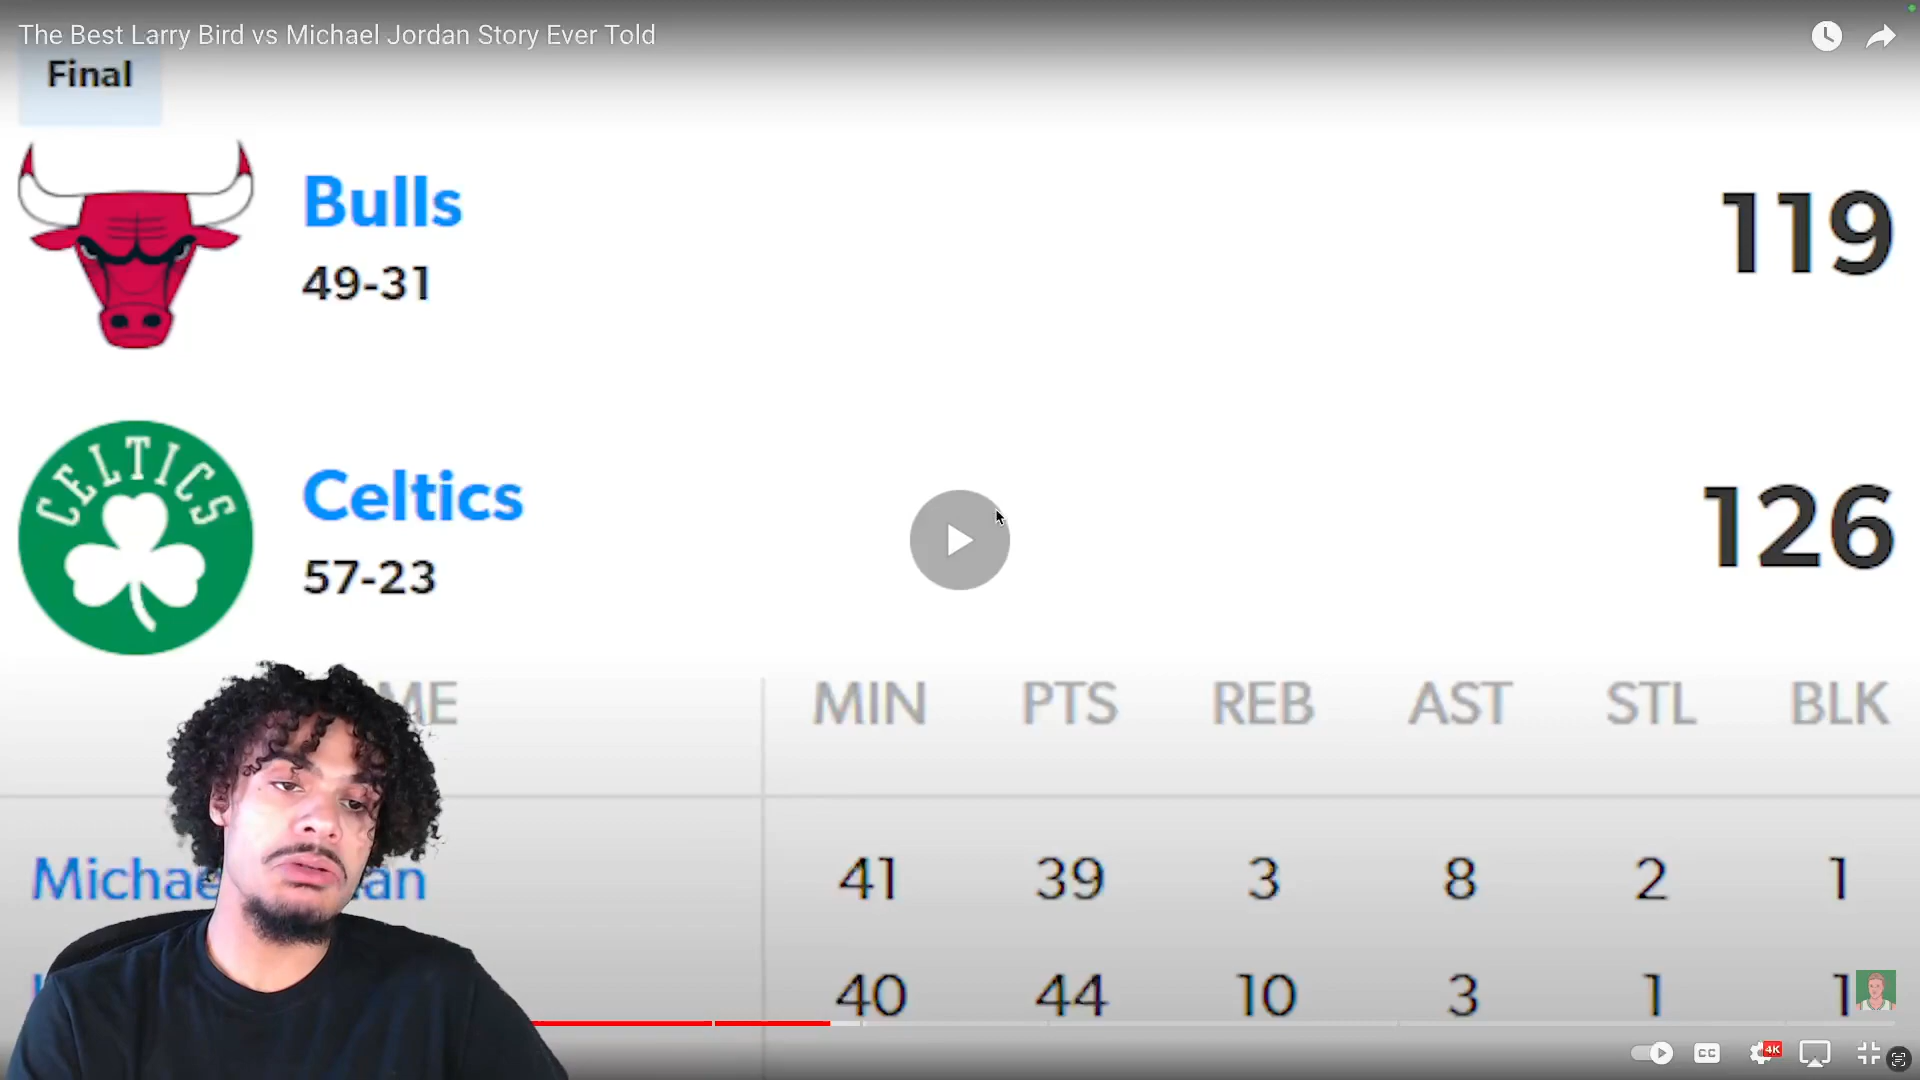 The Best Larry Bird vs Michael Jordan Story Ever Told
Final
Bulls
119
49-31
CELTICS
Celtics
126
57-23
ME MIN PTS REB AST STL BLK
Michae an 41 39 3 8 2 1
40 44 10 3 1 1
CC
4K